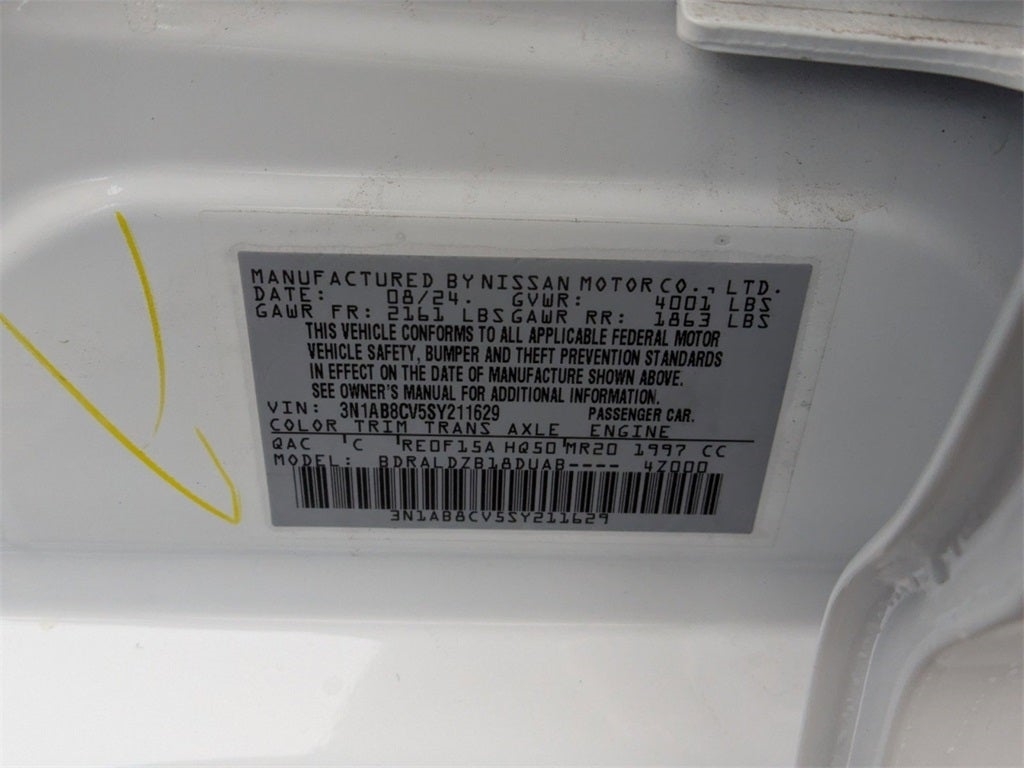 MANUFACTURED BY NISSAN MOTOR CO., LTD.
DATE: 08/24. GVWR: 4001 LBS
GAWR FR: 2161 LBS GAWR RR: 1863 LBS
THIS VEHICLE CONFORMS TO ALL APPLICABLE FEDERAL MOTOR
VEHICLE SAFETY, BUMPER AND THEFT PREVENTION STANDARDS
IN EFFECT ON THE DATE OF MANUFACTURE SHOWN ABOVE.
SEE OWNER'S MANUAL FOR ADDITIONAL INFORMATION.
VIN: 3N1AB8CV5SY211629 PASSENGER CAR.
COLOR TRIM TRANS AXLE ENGINE
QAC C RE0F15A HQ50 MR20 1997 CC
MODEL: BDRALDZB18DUAB---- 4Z000
3N1AB8CV5SY211629